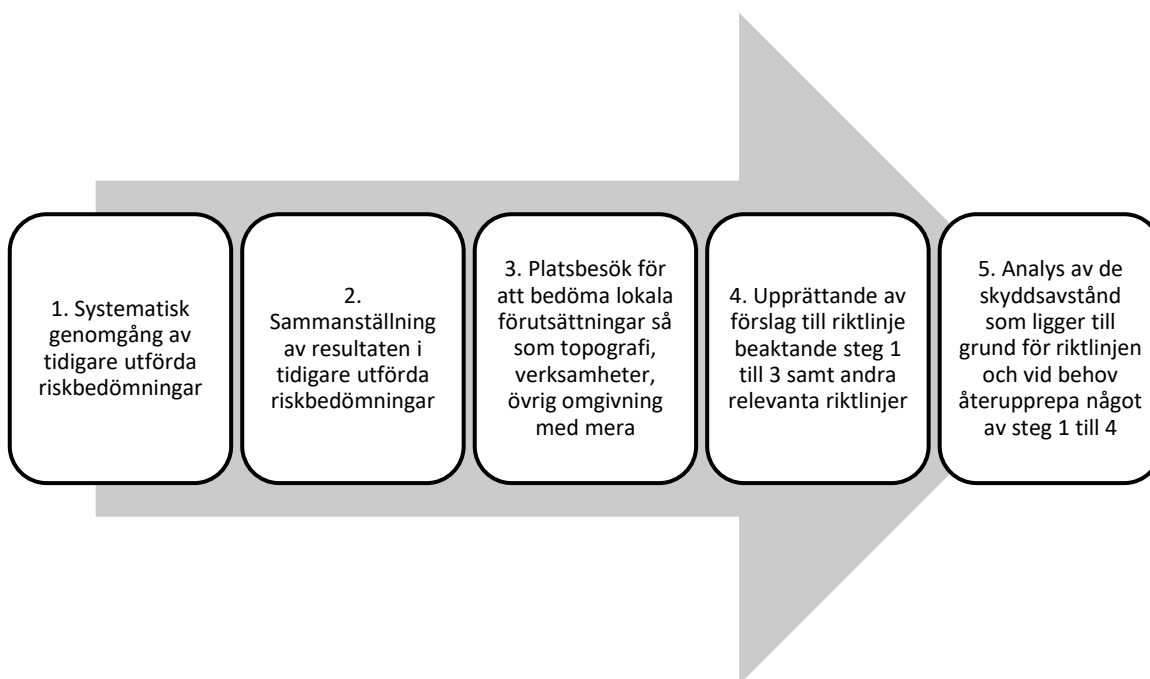 1. Systematisk
genomgång av
tidigare utförda
riskbedömningar
2.
Sammanställning
av resultaten i
tidigare utförda
riskbedömningar
3. Platsbesök för
att bedöma lokala
förutsättningar så
som topografi,
verksamheter,
övrig omgivning
med mera
4. Upprättande av
förslag till riktlinje
beaktande steg 1
till 3 samt andra
relevanta riktlinjer
5. Analys av de
skyddsavstånd
som ligger till
grund för riktlinjen
och vid behov
återupprepa något
av steg 1 till 4